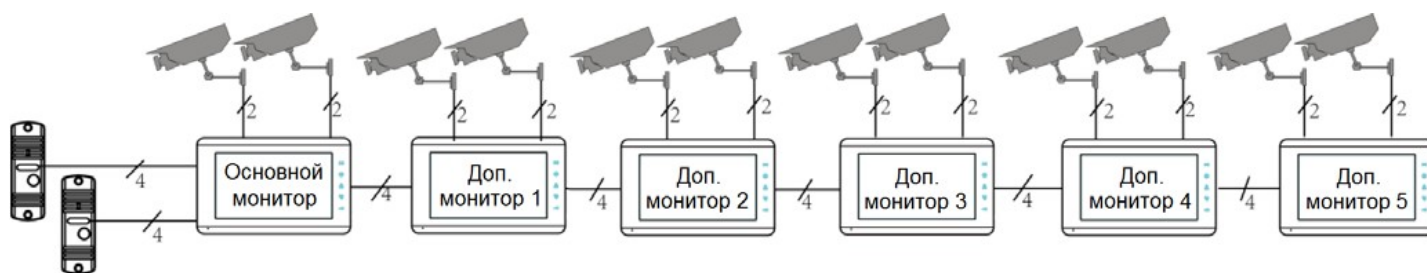 2 2 2 2 2 2 2 2 2 2 2 2
Основной монитор
Доп. монитор 1
Доп. монитор 2
Доп. монитор 3
Доп. монитор 4
Доп. монитор 5
4 4 4 4 4 4
4